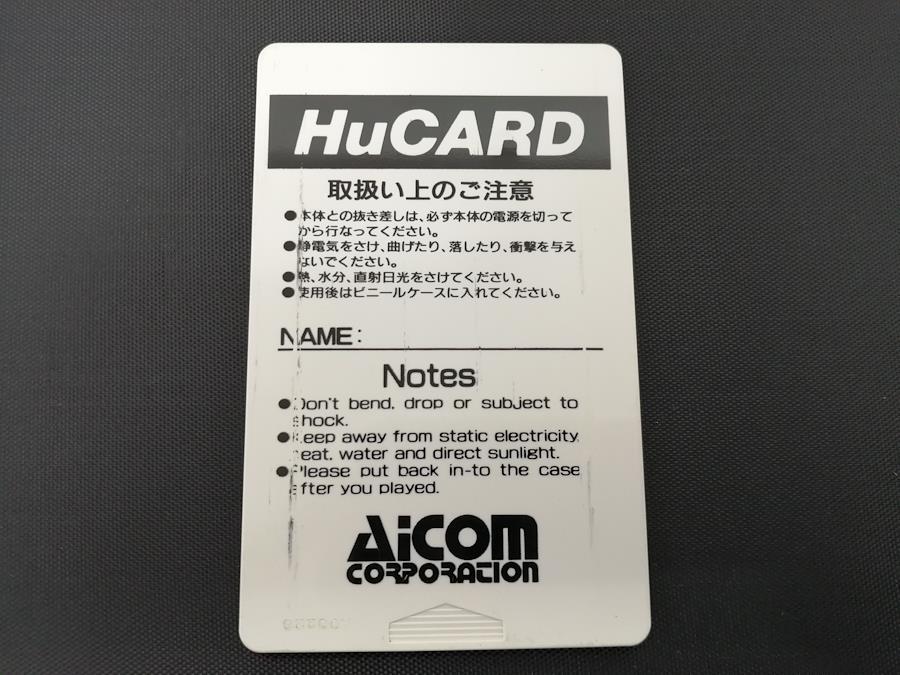 HuCARD
取扱い上のご注意
●本体との抜き差しは、必ず本体の電源を切って
から行なってください。
●静電気をさけ、曲げたり、落したり、衝撃を与え
ないでください。
●熱、水分、直射日光をさけてください。
●使用後はビニールケースに入れてください。
NAME:
Notes
●Don't bend, drop or subject to
shock.
●Keep away from static electricity,
heat, water and direct sunlight.
●Please put back in-to the case
after you played.
AiCOM
CORPORATION